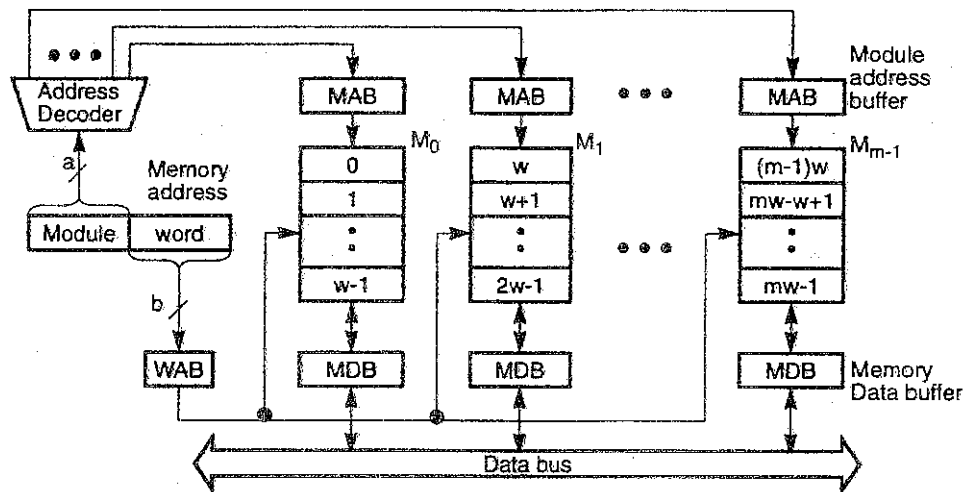 Address
Decoder
a
Memory
address
Module
word
b
WAB
MAB
MAB
MAB
Module
address
buffer
M0
0
1
w-1
M1
w
w+1
2w-1
Mm-1
(m-1)w
mw-w+1
mw-1
MDB
MDB
MDB
Memory
Data buffer
Data bus